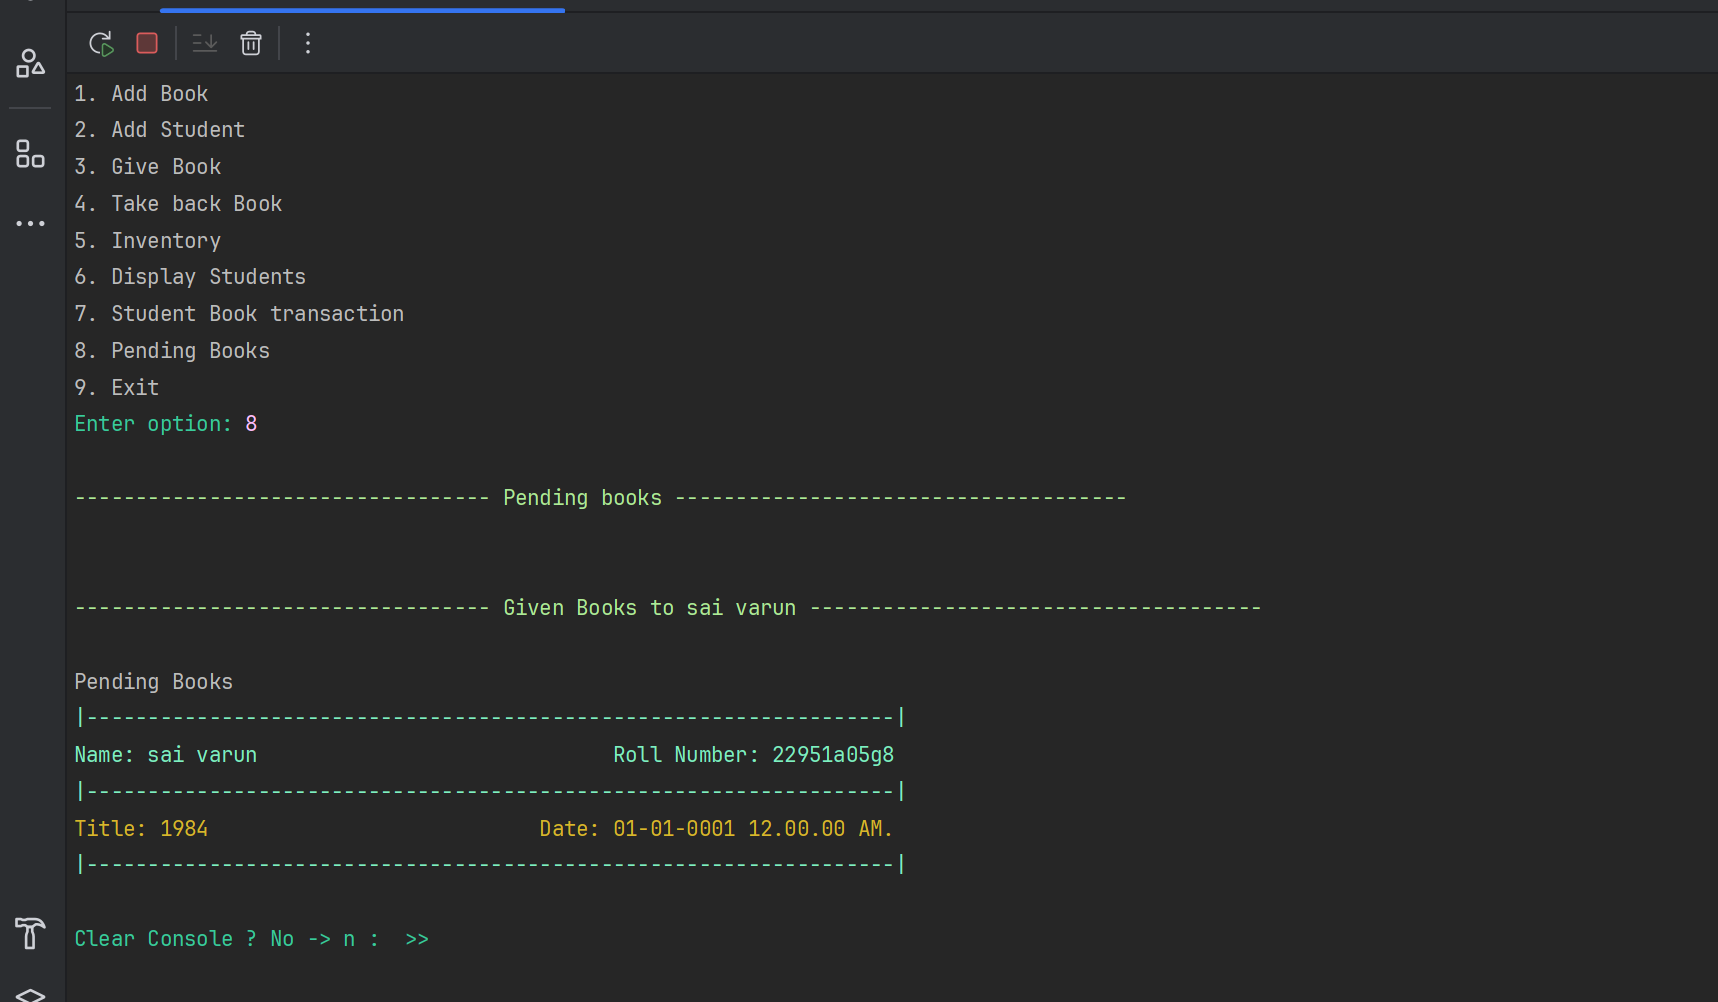 1. Add Book
2. Add Student
3. Give Book
4. Take back Book
5. Inventory
6. Display Students
7. Student Book transaction
8. Pending Books
9. Exit
Enter option: 8
---------------------------------- Pending books -------------------------------------
---------------------------------- Given Books to sai varun -------------------------------------
Pending Books
|------------------------------------------------------------------|
Name: sai varun                             Roll Number: 22951a05g8
|------------------------------------------------------------------|
Title: 1984                           Date: 01-01-0001 12.00.00 AM.
|------------------------------------------------------------------|
Clear Console ? No -> n :  >>